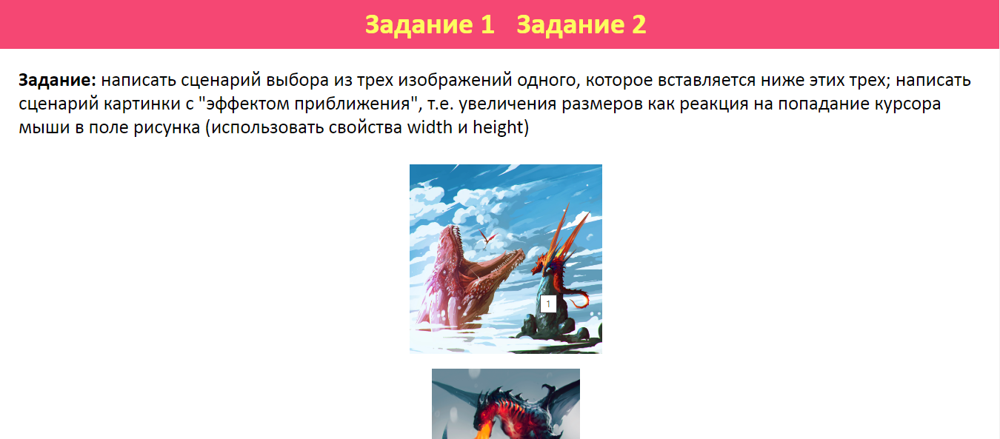 Задание 1 Задание 2
Задание: написать сценарий выбора из трех изображений одного, которое вставляется ниже этих трех; написать
сценарий картинки с "эффектом приближения", т.е. увеличения размеров как реакция на попадание курсора
мыши в поле рисунка (использовать свойства width и height)
1